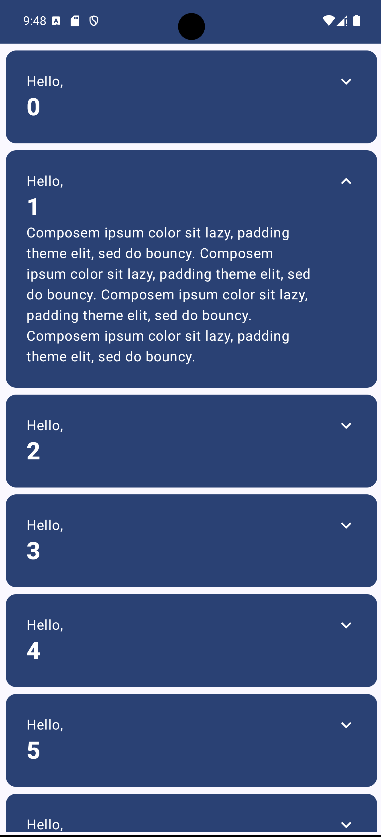 9:48
Hello,
0
Hello,
1
Composem ipsum color sit lazy, padding
theme elit, sed do bouncy. Composem
ipsum color sit lazy, padding theme elit, sed
do bouncy. Composem ipsum color sit lazy,
padding theme elit, sed do bouncy.
Composem ipsum color sit lazy, padding
theme elit, sed do bouncy.
Hello,
2
Hello,
3
Hello,
4
Hello,
5
Hello,